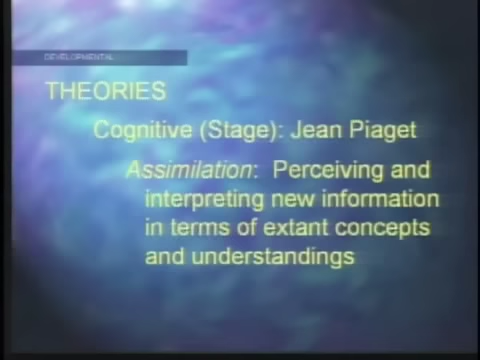 DEVELOPMENTAL
THEORIES
Cognitive (Stage): Jean Piaget
Assimilation: Perceiving and
interpreting new information
in terms of extant concepts
and understandings